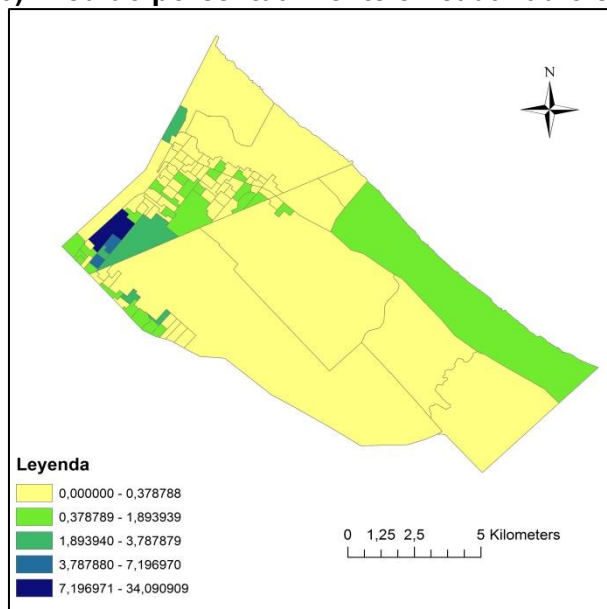 N
Leyenda
0,000000 - 0,378788
0,378789 - 1,893939
1,893940 - 3,787879
3,787880 - 7,196970
7,196971 - 34,090909
0 1,25 2,5 5 Kilometers